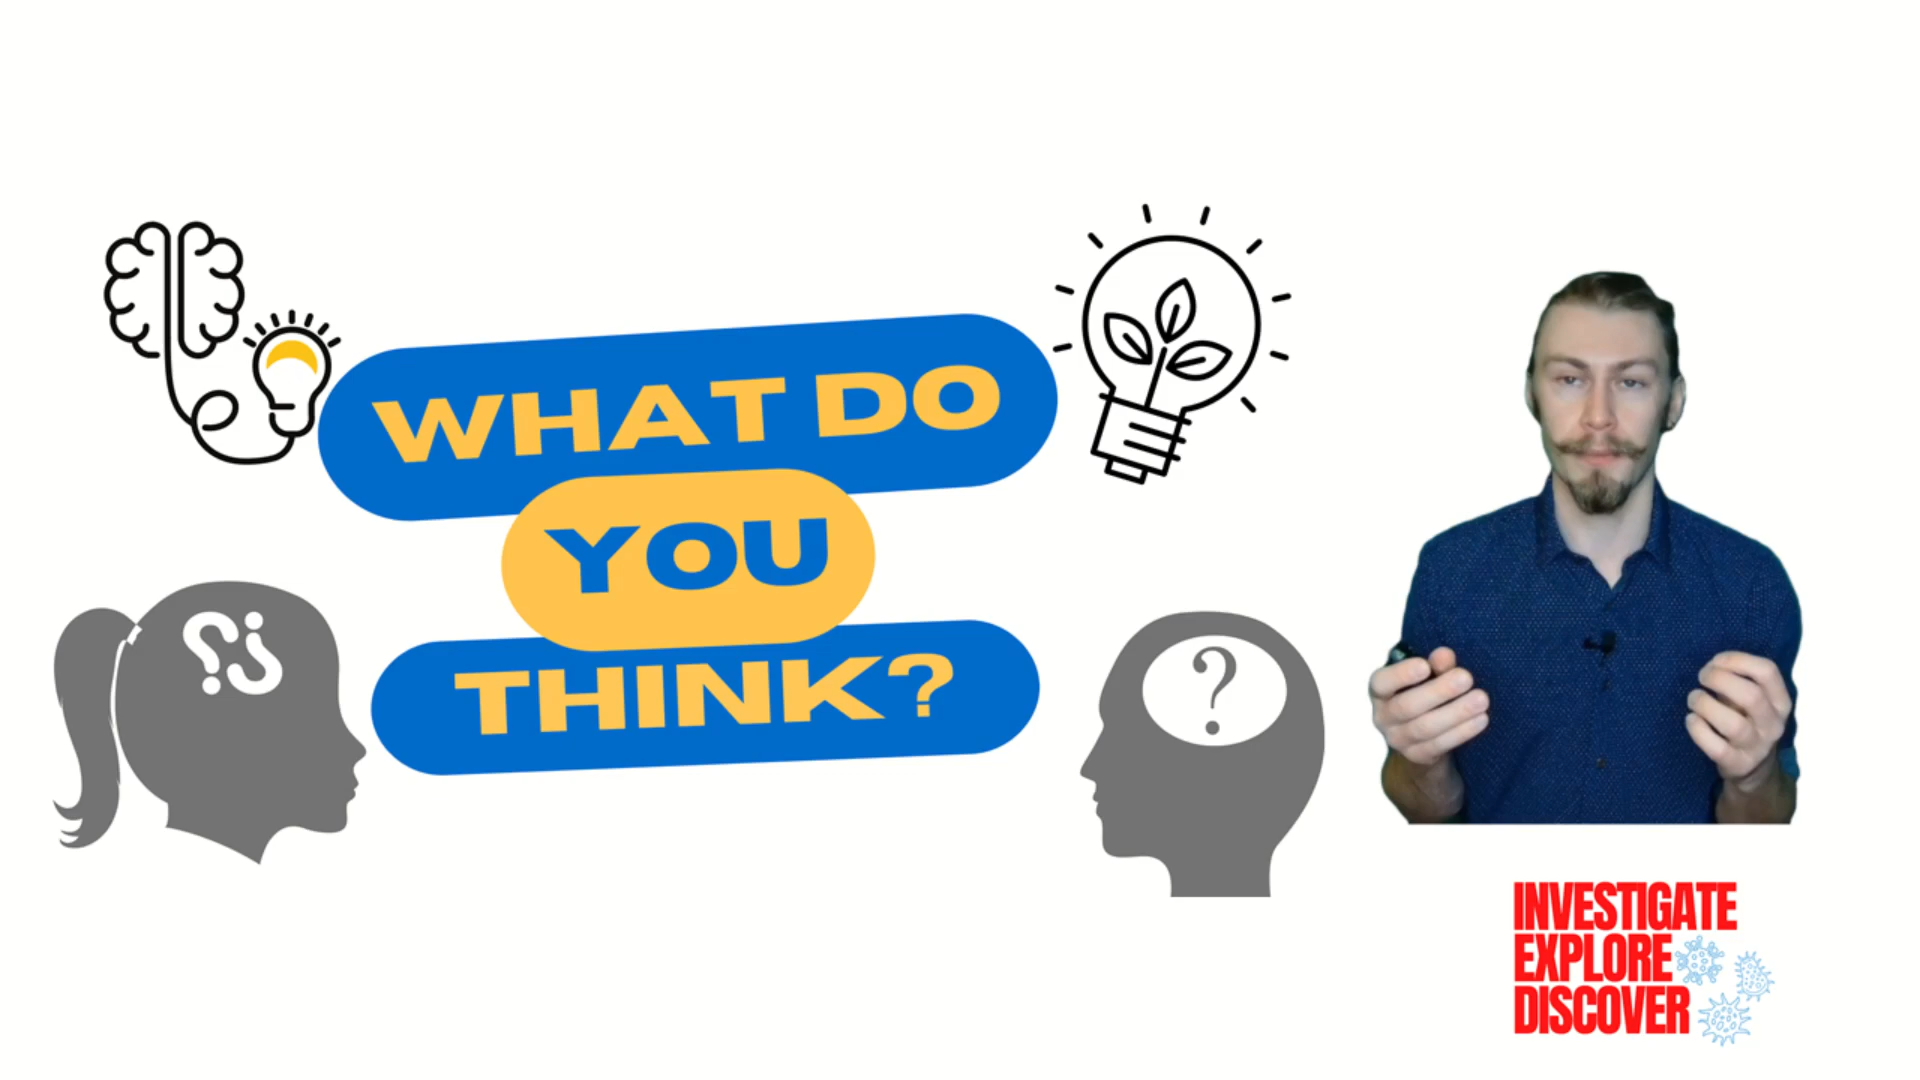 WHAT DO
YOU
THINK?
?
INVESTIGATE
EXPLORE
DISCOVER